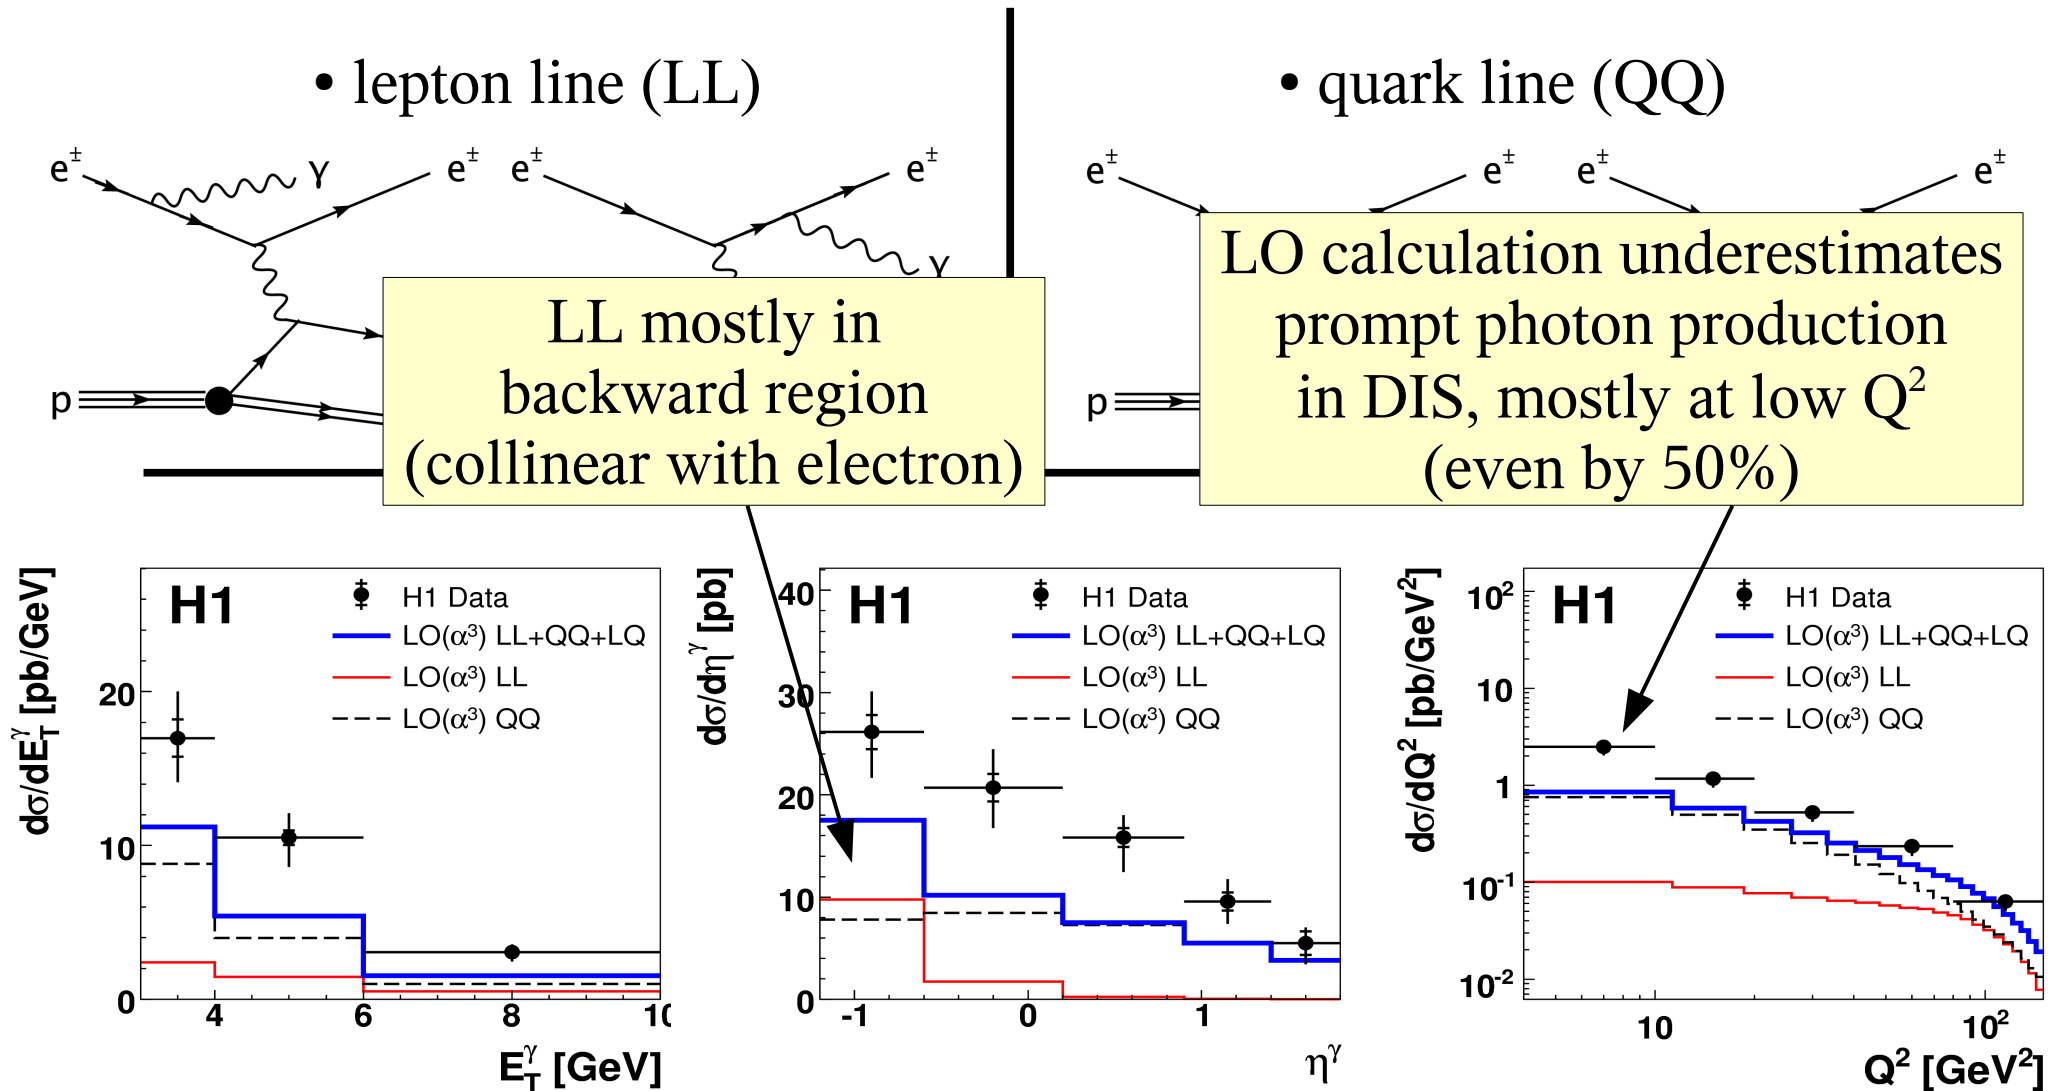 • lepton line (LL)
• quark line (QQ)
e± γ e± e± e±
γ
e± e± e± e±
p
p
LL mostly in
backward region
(collinear with electron)
LO calculation underestimates
prompt photon production
in DIS, mostly at low Q²
(even by 50%)
H1
H1 Data
LO(α³) LL+QQ+LQ
LO(α³) LL
LO(α³) QQ
dσ/dE_T^γ [pb/GeV]
20
10
0
4 6 8 10
E_T^γ [GeV]
H1
H1 Data
LO(α³) LL+QQ+LQ
LO(α³) LL
LO(α³) QQ
dσ/dη^γ [pb]
40
30
20
10
0
-1 0 1
η^γ
H1
H1 Data
LO(α³) LL+QQ+LQ
LO(α³) LL
LO(α³) QQ
dσ/dQ² [pb/GeV²]
10²
10
1
10⁻¹
10⁻²
10 10²
Q² [GeV²]